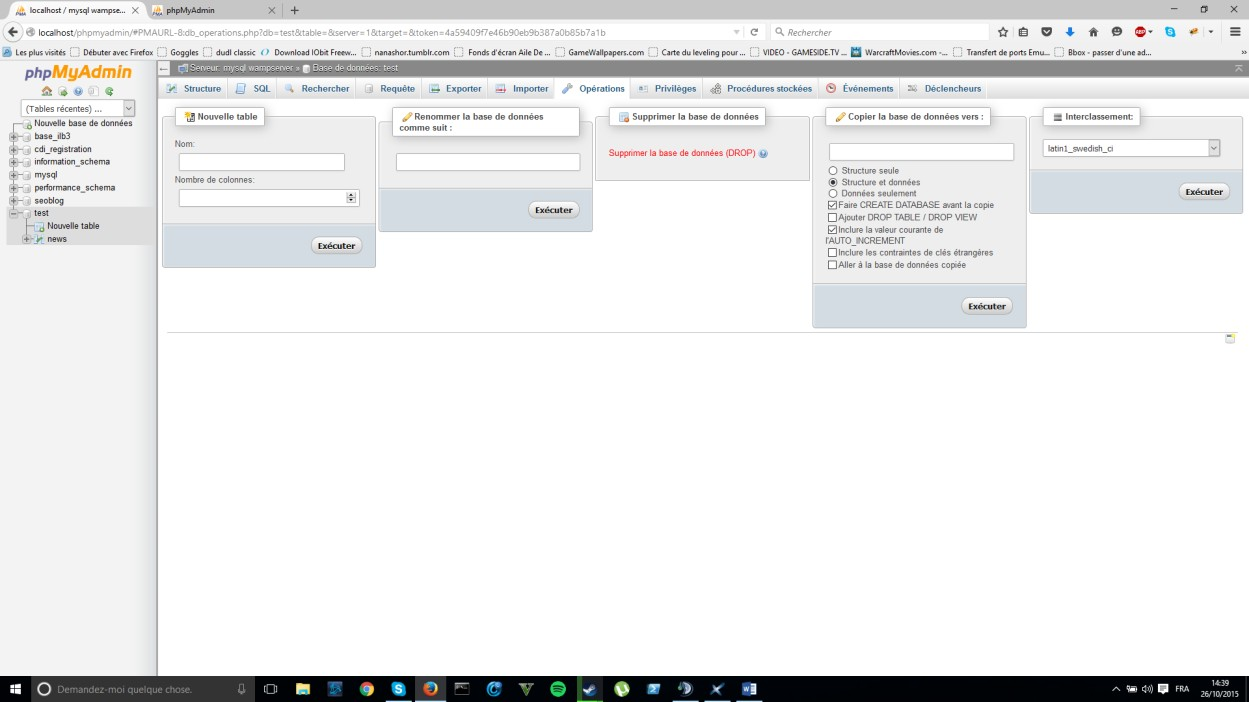 localhost / mysql wampse...
phpMyAdmin
localhost/phpmyadmin/#PMAURL-8:db_operations.php?db=test&table=&server=1&target=&token=4a59409f7e46b90eb9b387a0b85b7a1b
Rechercher
Les plus visités Débuter avec Firefox Goggles dudl classic Download IObit Freew... nanashor.tumblr.com Fonds d'écran Aile De ... GameWallpapers.com Carte du leveling pour ... VIDEO - GAMESIDE.TV ... WarcraftMovies.com -... Transfert de ports Emu... Bbox - passer d'une ad...
phpMyAdmin
(Tables récentes) ...
Nouvelle base de données
base_ilb3
cdi_registration
information_schema
mysql
performance_schema
seoblog
test
Nouvelle table
news
Serveur: mysql wampserver » Base de données: test
Structure SQL Rechercher Requête Exporter Importer Opérations Privilèges Procédures stockées Événements Déclencheurs
Nouvelle table
Nom:
Nombre de colonnes:
Exécuter
Renommer la base de données
comme suit :
Exécuter
Supprimer la base de données
Supprimer la base de données (DROP)
Copier la base de données vers :
Structure seule
Structure et données
Données seulement
Faire CREATE DATABASE avant la copie
Ajouter DROP TABLE / DROP VIEW
Inclure la valeur courante de
l'AUTO_INCREMENT
Inclure les contraintes de clés étrangères
Aller à la base de données copiée
Exécuter
Interclassement:
latin1_swedish_ci
Exécuter
Demandez-moi quelque chose.
FRA
14:39
26/10/2015